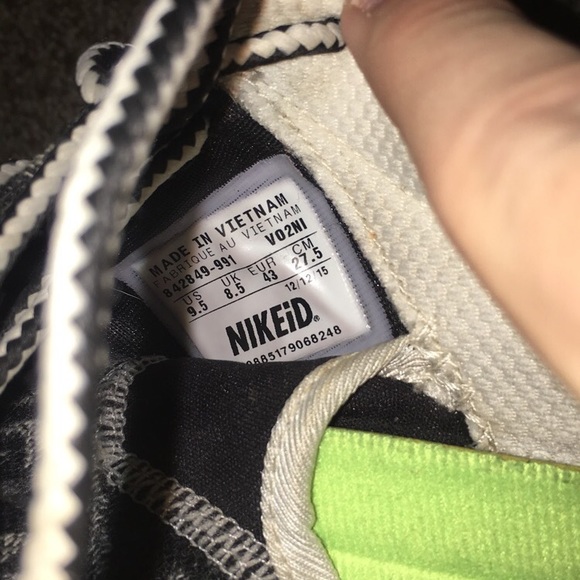 MADE IN VIETNAM
FABRIQUE AU VIETNAM
842849-991 VO2NI
US UK EUR CM
9.5 8.5 43 27.5
12/12/15
NIKEiD®
0885179068248